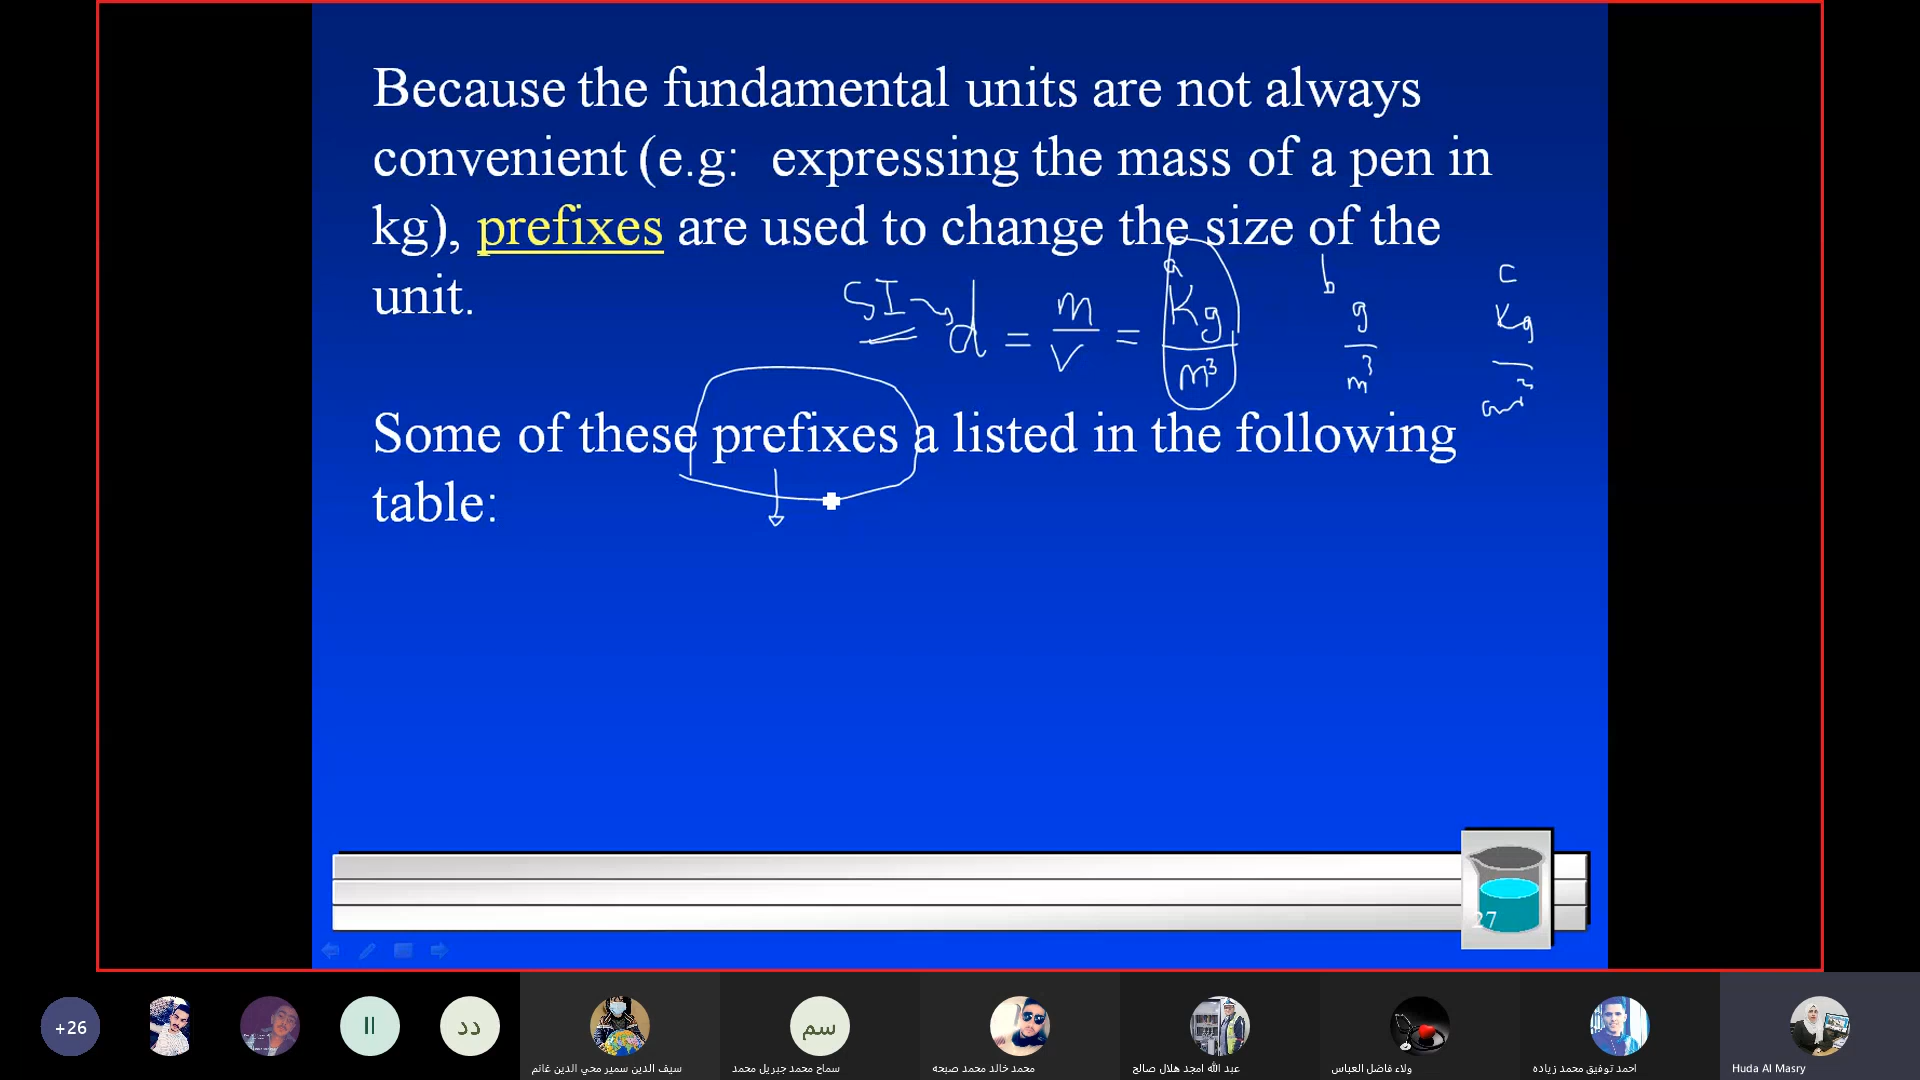 Because the fundamental units are not always
convenient (e.g: expressing the mass of a pen in
kg), prefixes are used to change the size of the
unit.
SI d = m/v = a Kg/m³ b g/m³ c Kg
Some of these prefixes a listed in the following
table:
27
+26
II
دد
سم
سيف الدين سمير محي الدين غانم
سماح محمد جبريل محمد
محمد خالد محمد صبحه
عبد الله امجد هلال صالح
ولاء فاضل العباس
احمد توفيق محمد زياده
Huda Al Masry